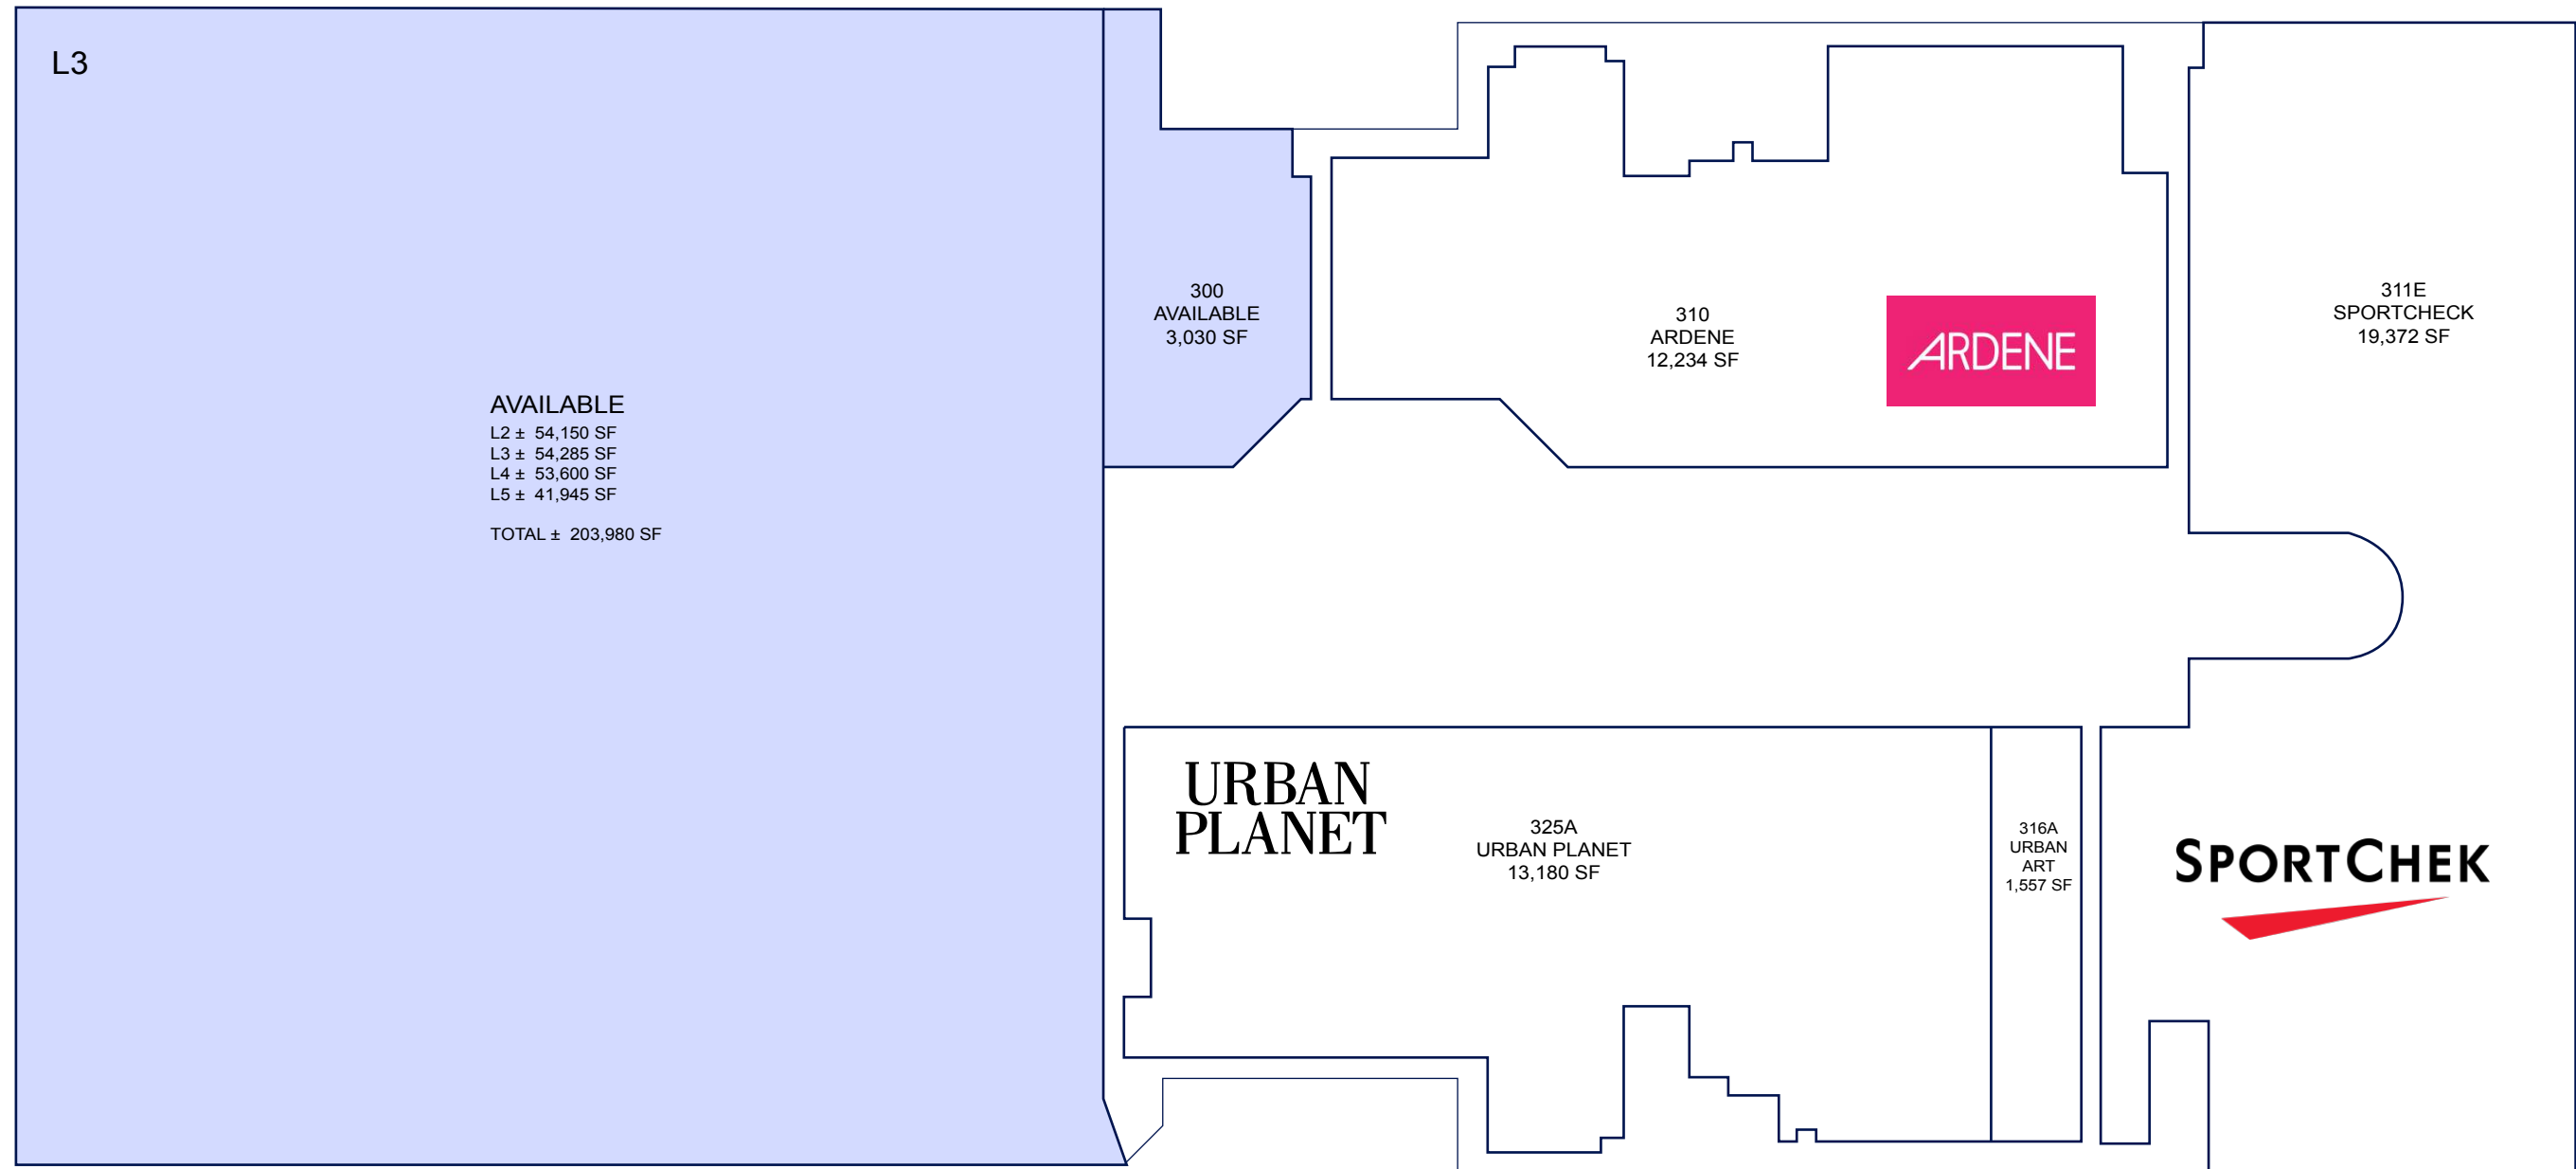 L3
AVAILABLE
L2 ± 54,150 SF
L3 ± 54,285 SF
L4 ± 53,600 SF
L5 ± 41,945 SF
TOTAL ± 203,980 SF
300
AVAILABLE
3,030 SF
310
ARDENE
12,234 SF
ARDENE
311E
SPORTCHECK
19,372 SF
URBAN
PLANET
325A
URBAN PLANET
13,180 SF
316A
URBAN
ART
1,557 SF
SPORTCHEK